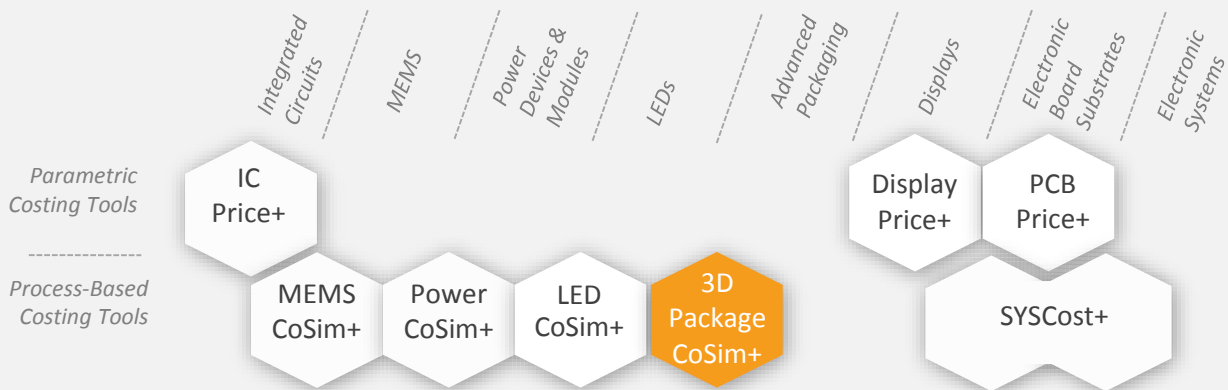 Integrated
Circuits
MEMS
Power
Devices &
Modules
LEDs
Advanced
Packaging
Displays
Electronic
Board
Substrates
Electronic
Systems
Parametric
Costing Tools
IC
Price+
Display
Price+
PCB
Price+
Process-Based
Costing Tools
MEMS
CoSim+
Power
CoSim+
LED
CoSim+
3D
Package
CoSim+
SYSCost+